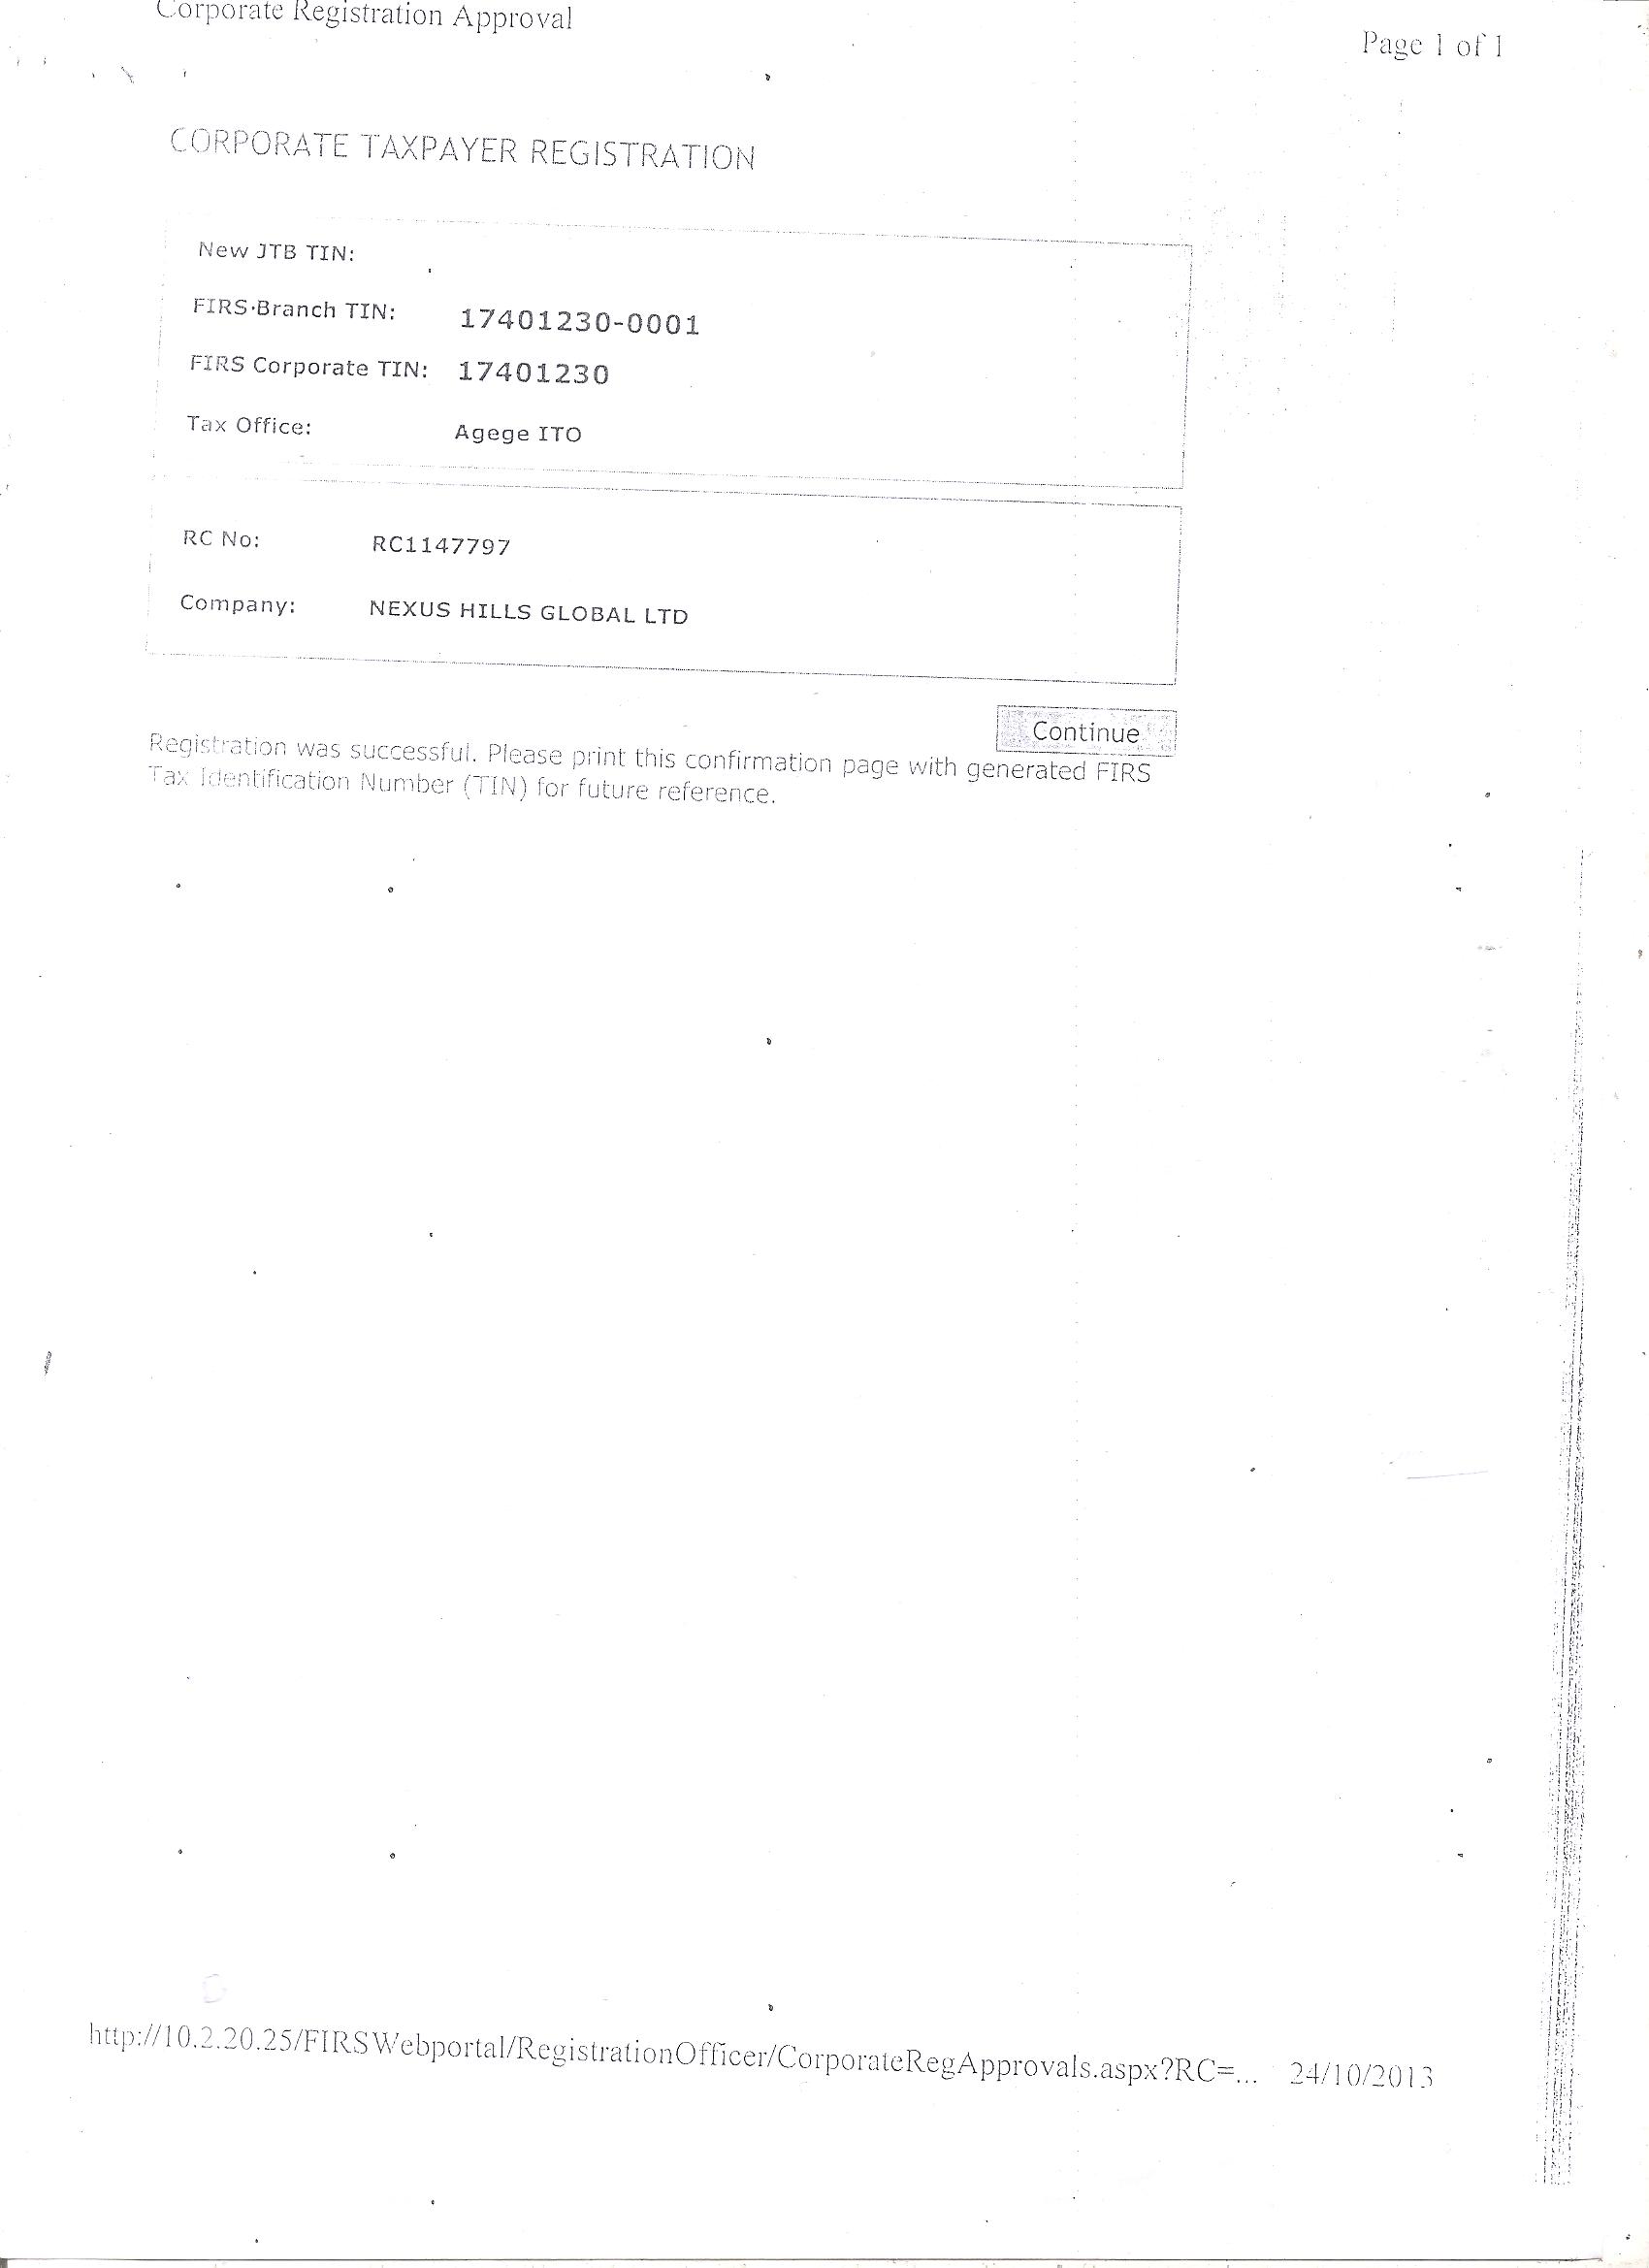 Corporate Registration Approval
Page 1 of 1
CORPORATE TAXPAYER REGISTRATION
New JTB TIN:
FIRS Branch TIN: 17401230-0001
FIRS Corporate TIN: 17401230
Tax Office: Agege ITO
RC No: RC1147797
Company: NEXUS HILLS GLOBAL LTD
Continue
Registration was successful. Please print this confirmation page with generated FIRS
Tax Identification Number (TIN) for future reference.
http://10.2.20.25/FIRSWebportal/RegistrationOfficer/CorporateRegApprovals.aspx?RC=... 24/10/2013